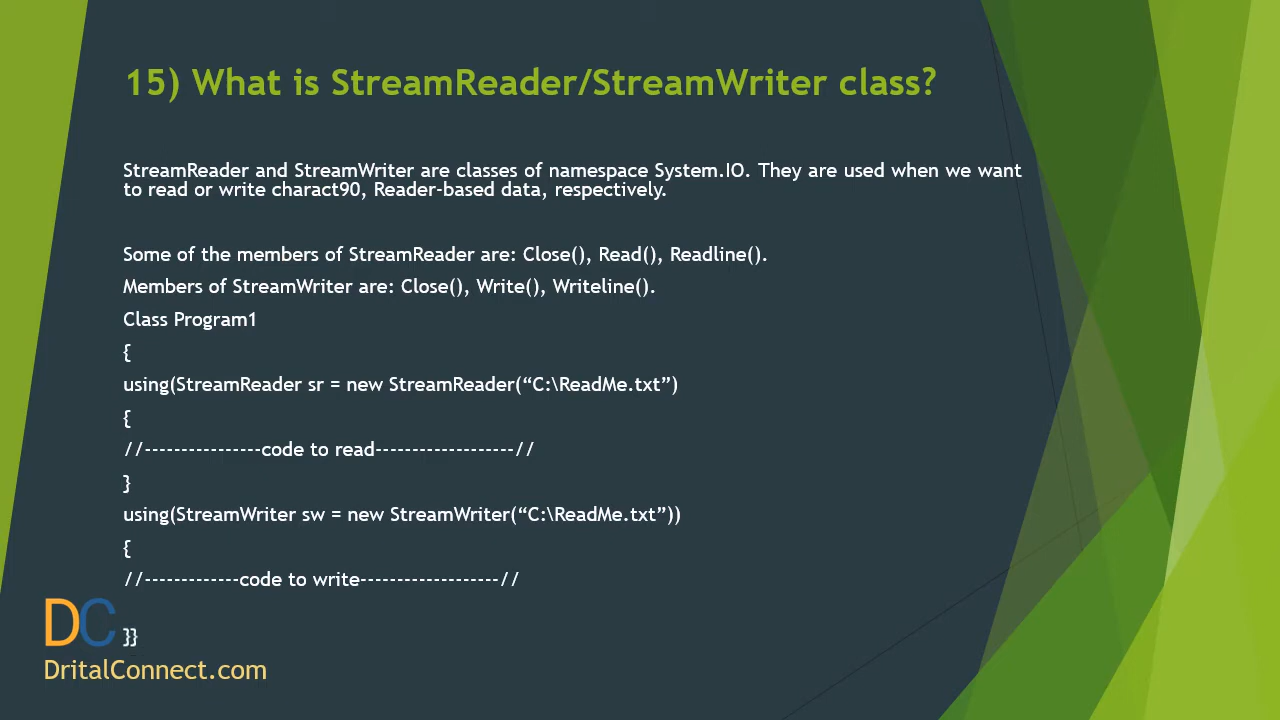 15) What is StreamReader/StreamWriter class?
StreamReader and StreamWriter are classes of namespace System.IO. They are used when we want
to read or write charact90, Reader-based data, respectively.
Some of the members of StreamReader are: Close(), Read(), Readline().
Members of StreamWriter are: Close(), Write(), Writeline().
Class Program1
{
using(StreamReader sr = new StreamReader(“C:\ReadMe.txt”)
{
//----------------code to read-------------------//
}
using(StreamWriter sw = new StreamWriter(“C:\ReadMe.txt”))
{
//-------------code to write-------------------//
}}
DC
DritalConnect.com